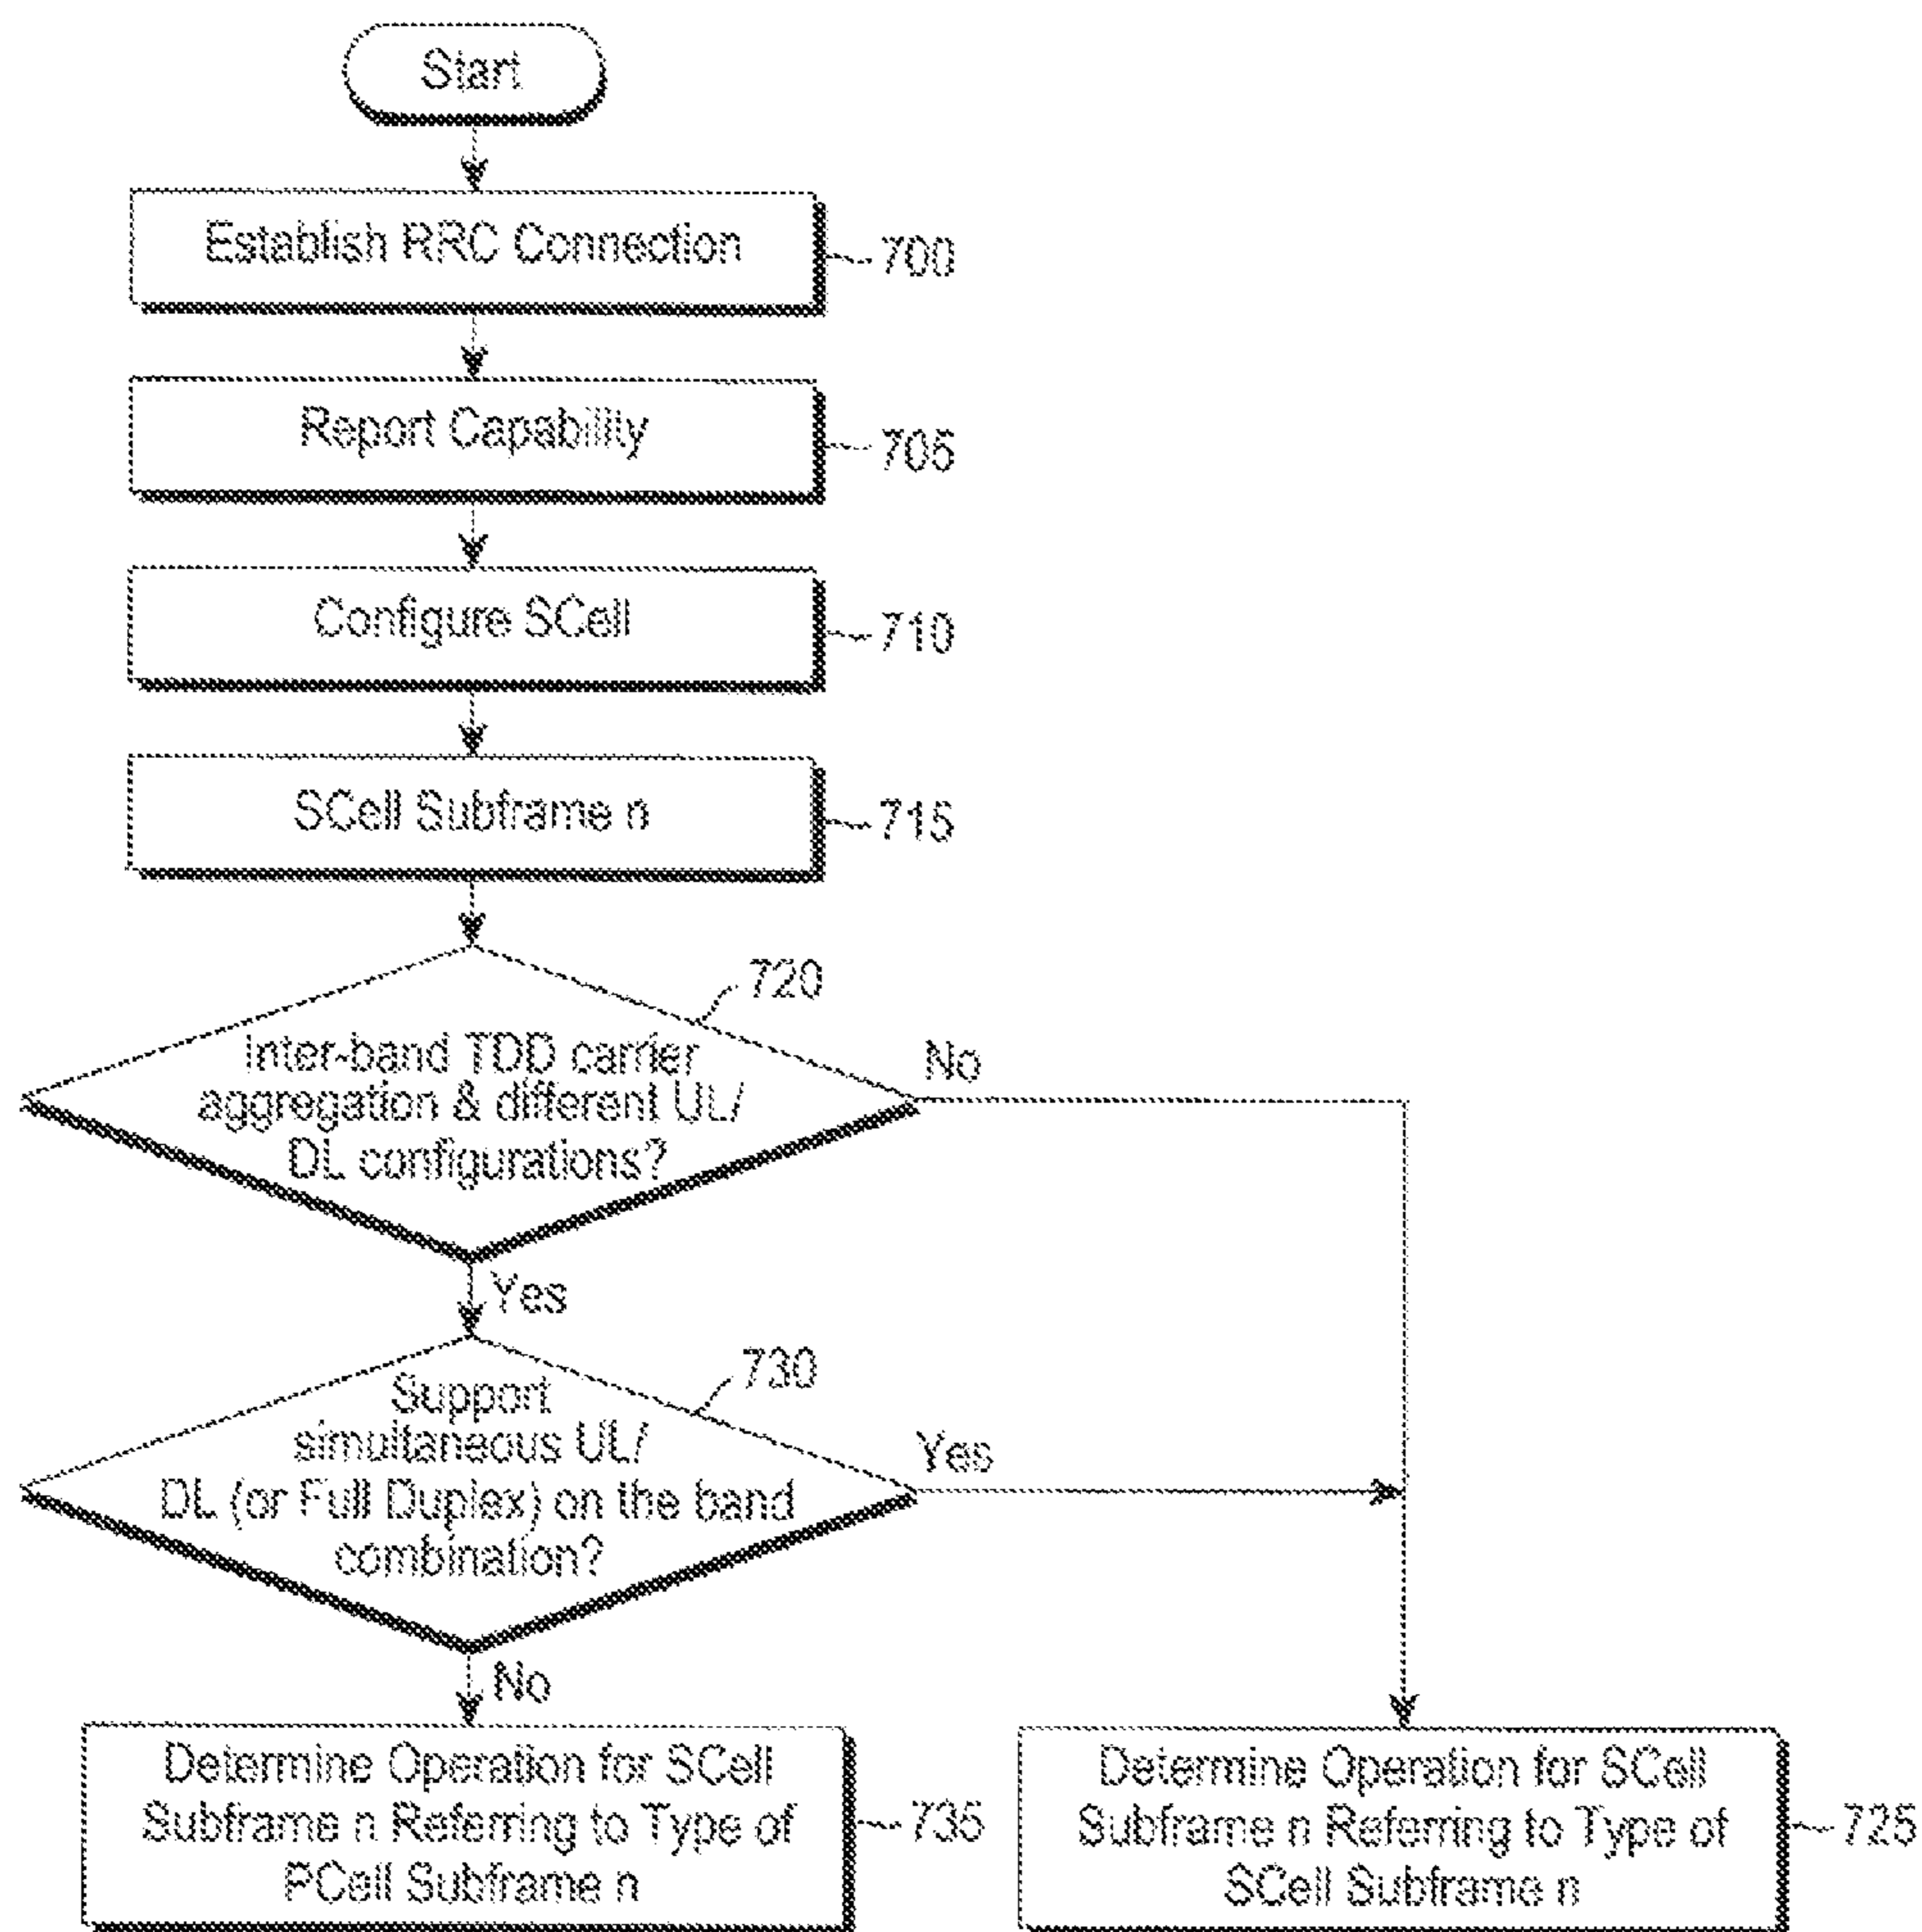 Start
Establish RRC Connection
700
Report Capability
705
Configure SCell
710
SCell Subframe n
715
720
Inter-band TDD carrier
aggregation & different UL/
DL configurations?
No
Yes
730
Support
simultaneous UL/
DL (or Full Duplex) on the band
combination?
Yes
No
Determine Operation for SCell
Subframe n Referring to Type of
PCell Subframe n
735
Determine Operation for SCell
Subframe n Referring to Type of
SCell Subframe n
725